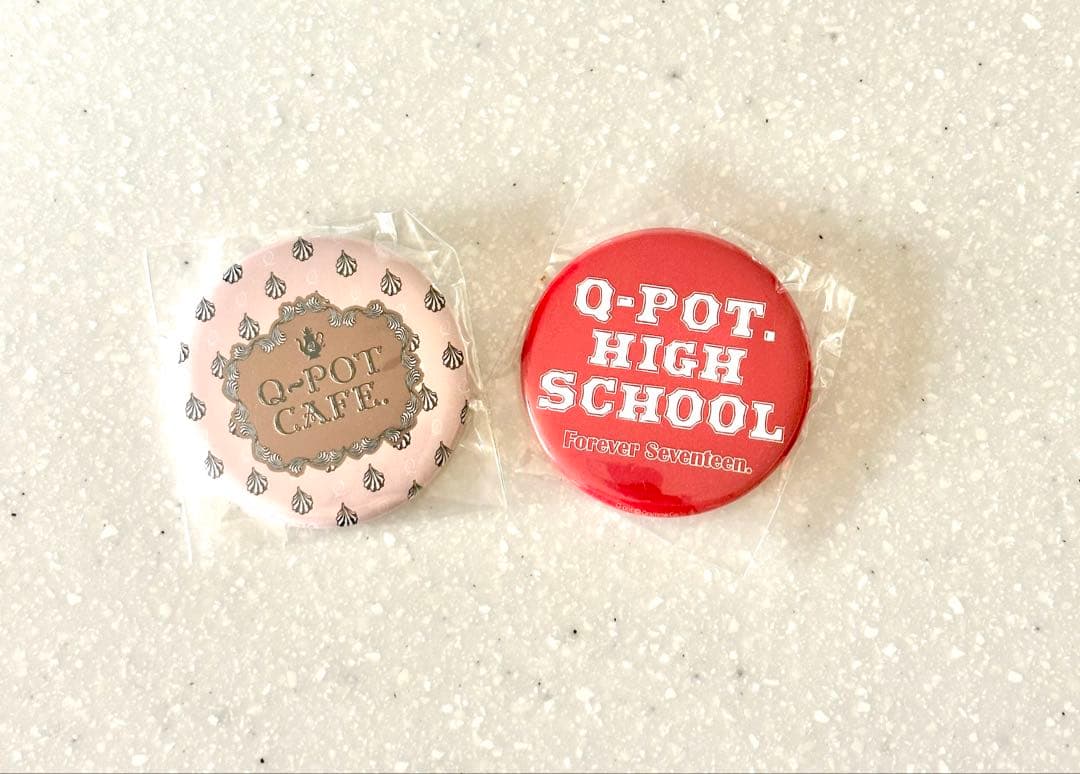 Q-POT
CAFE.
Q-POT.
HIGH
SCHOOL
Forever Seventeen.